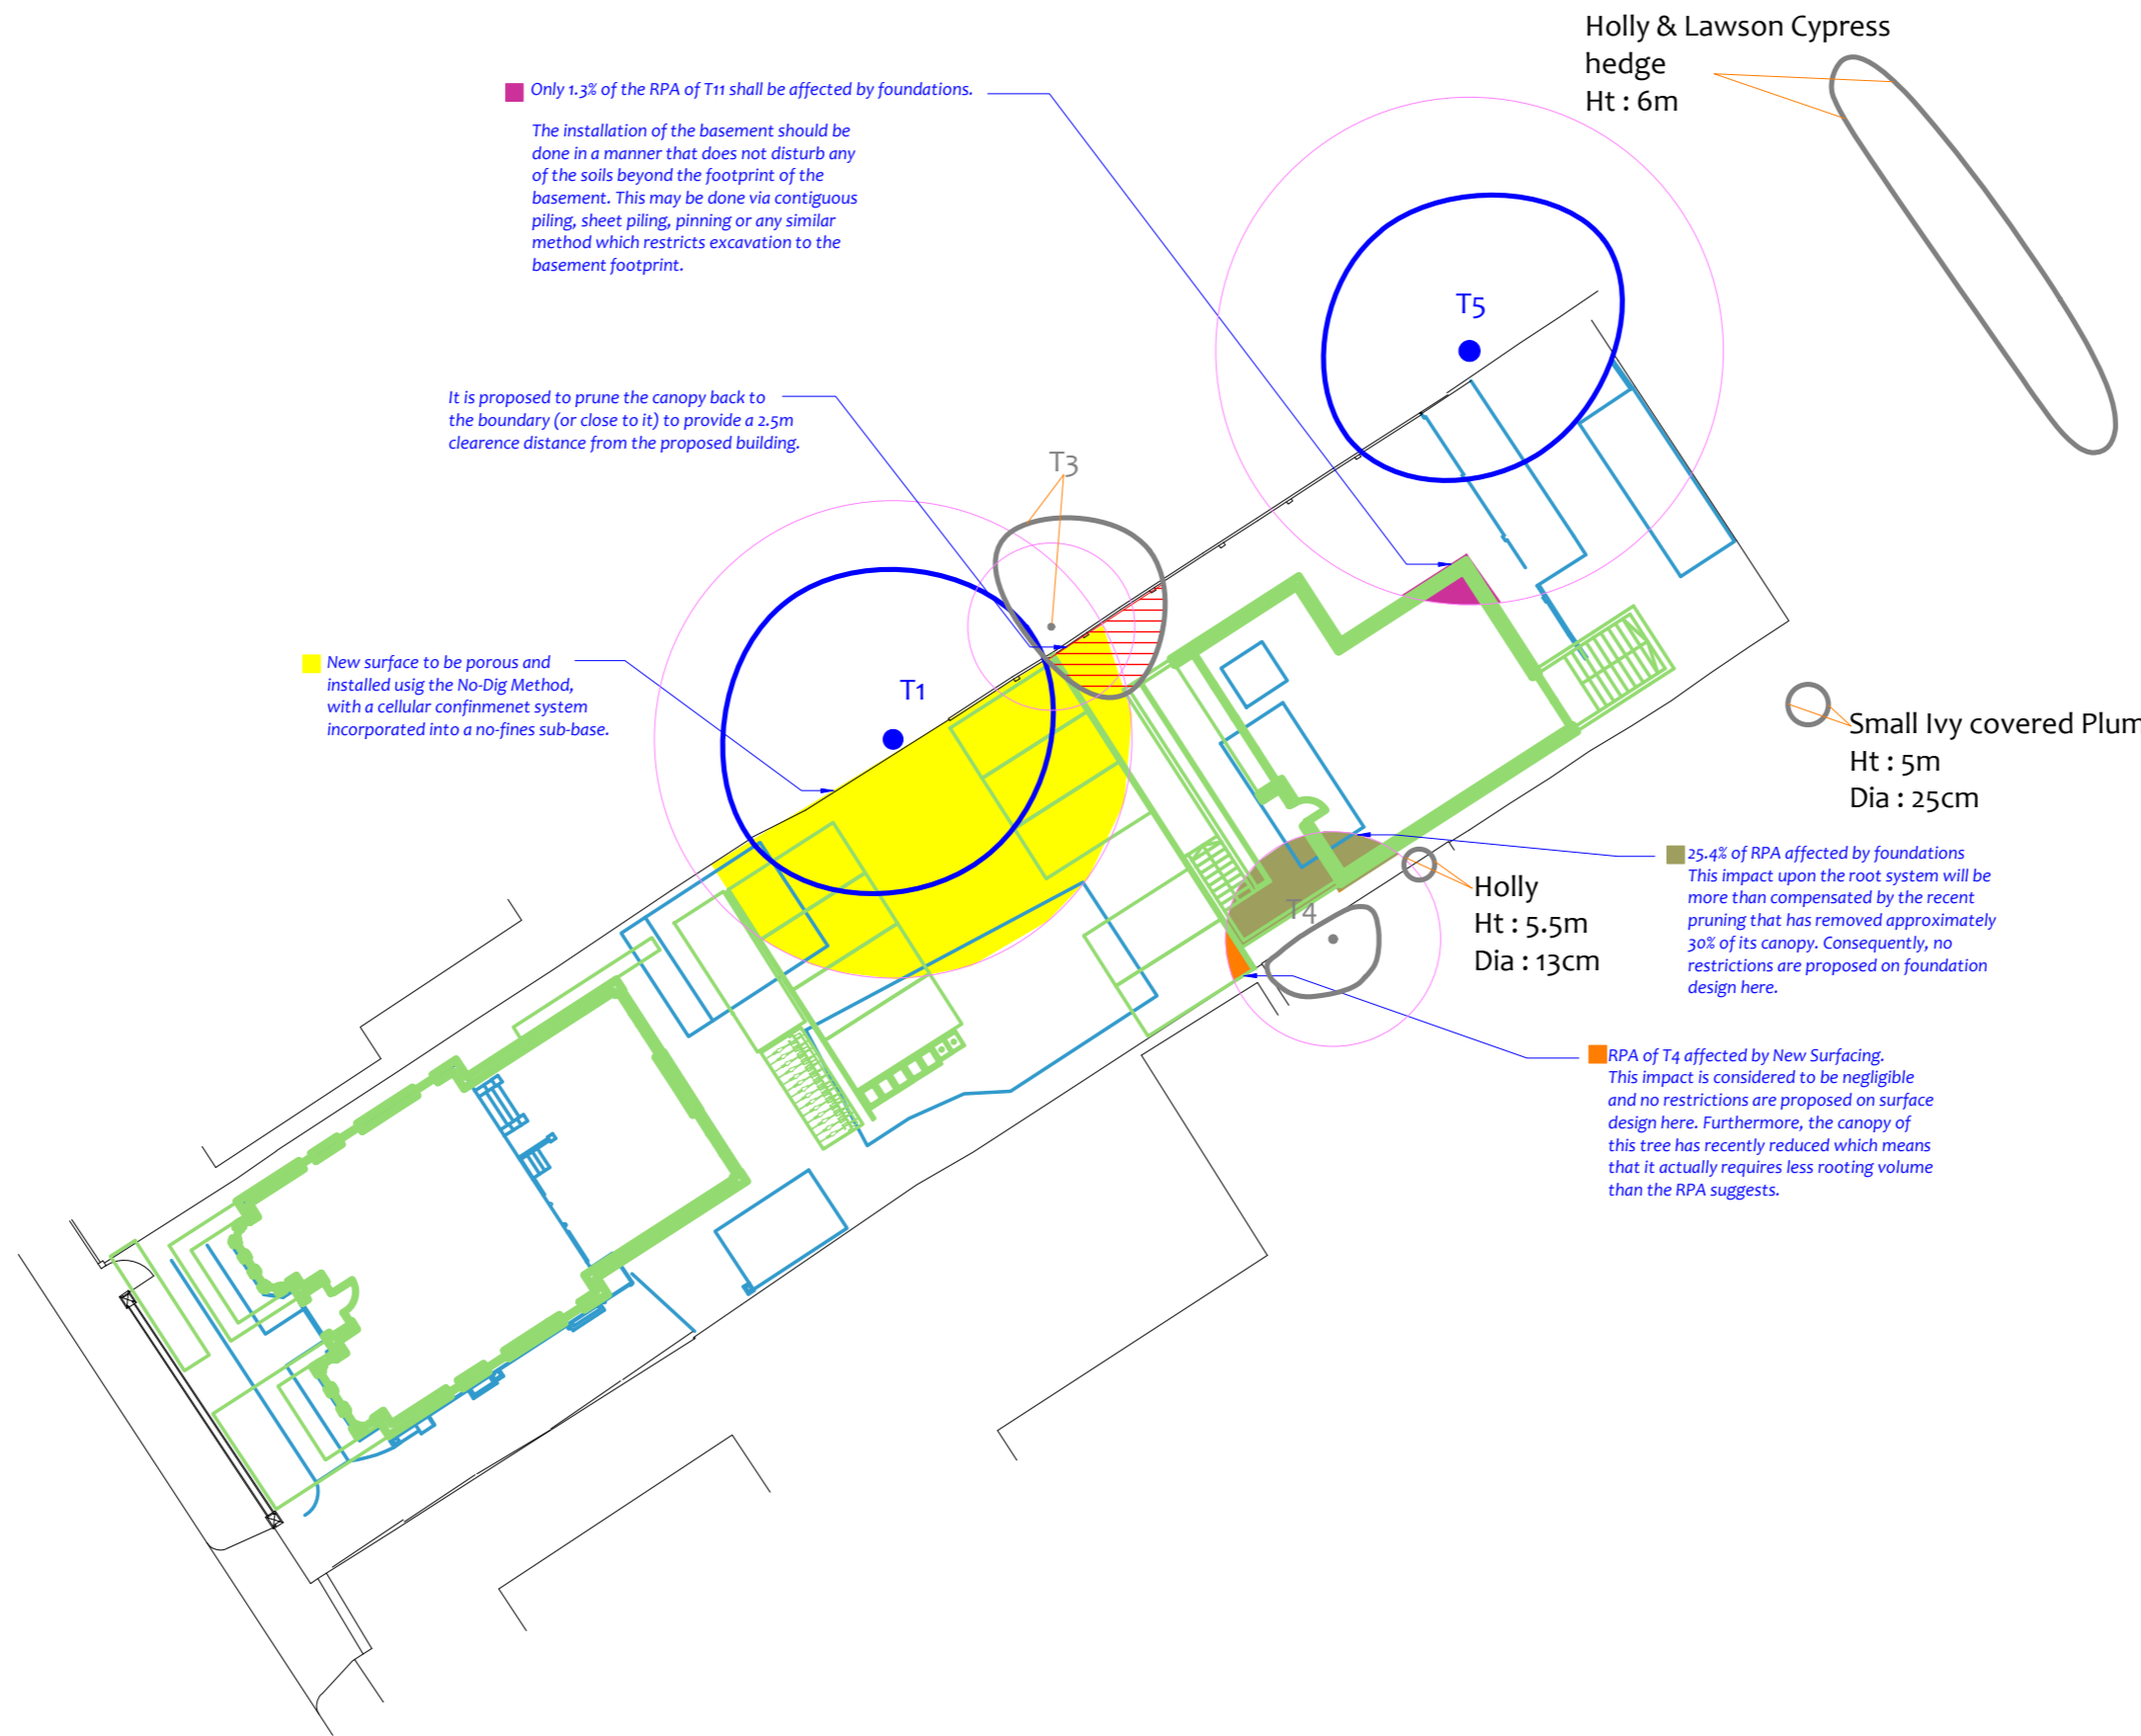 Holly & Lawson Cypress
hedge
Ht : 6m
Only 1.3% of the RPA of T11 shall be affected by foundations.
The installation of the basement should be
done in a manner that does not disturb any
of the soils beyond the footprint of the
basement. This may be done via contiguous
piling, sheet piling, pinning or any similar
method which restricts excavation to the
basement footprint.
T5
It is proposed to prune the canopy back to
the boundary (or close to it) to provide a 2.5m
clearence distance from the proposed building.
T3
New surface to be porous and
installed usig the No-Dig Method,
with a cellular confinmenet system
incorporated into a no-fines sub-base.
T1
Small Ivy covered Plum
Ht : 5m
Dia : 25cm
25.4% of RPA affected by foundations
This impact upon the root system will be
more than compensated by the recent
pruning that has removed approximately
30% of its canopy. Consequently, no
restrictions are proposed on foundation
design here.
Holly
Ht : 5.5m
Dia : 13cm
T4
RPA of T4 affected by New Surfacing.
This impact is considered to be negligible
and no restrictions are proposed on surface
design here. Furthermore, the canopy of
this tree has recently reduced which means
that it actually requires less rooting volume
than the RPA suggests.